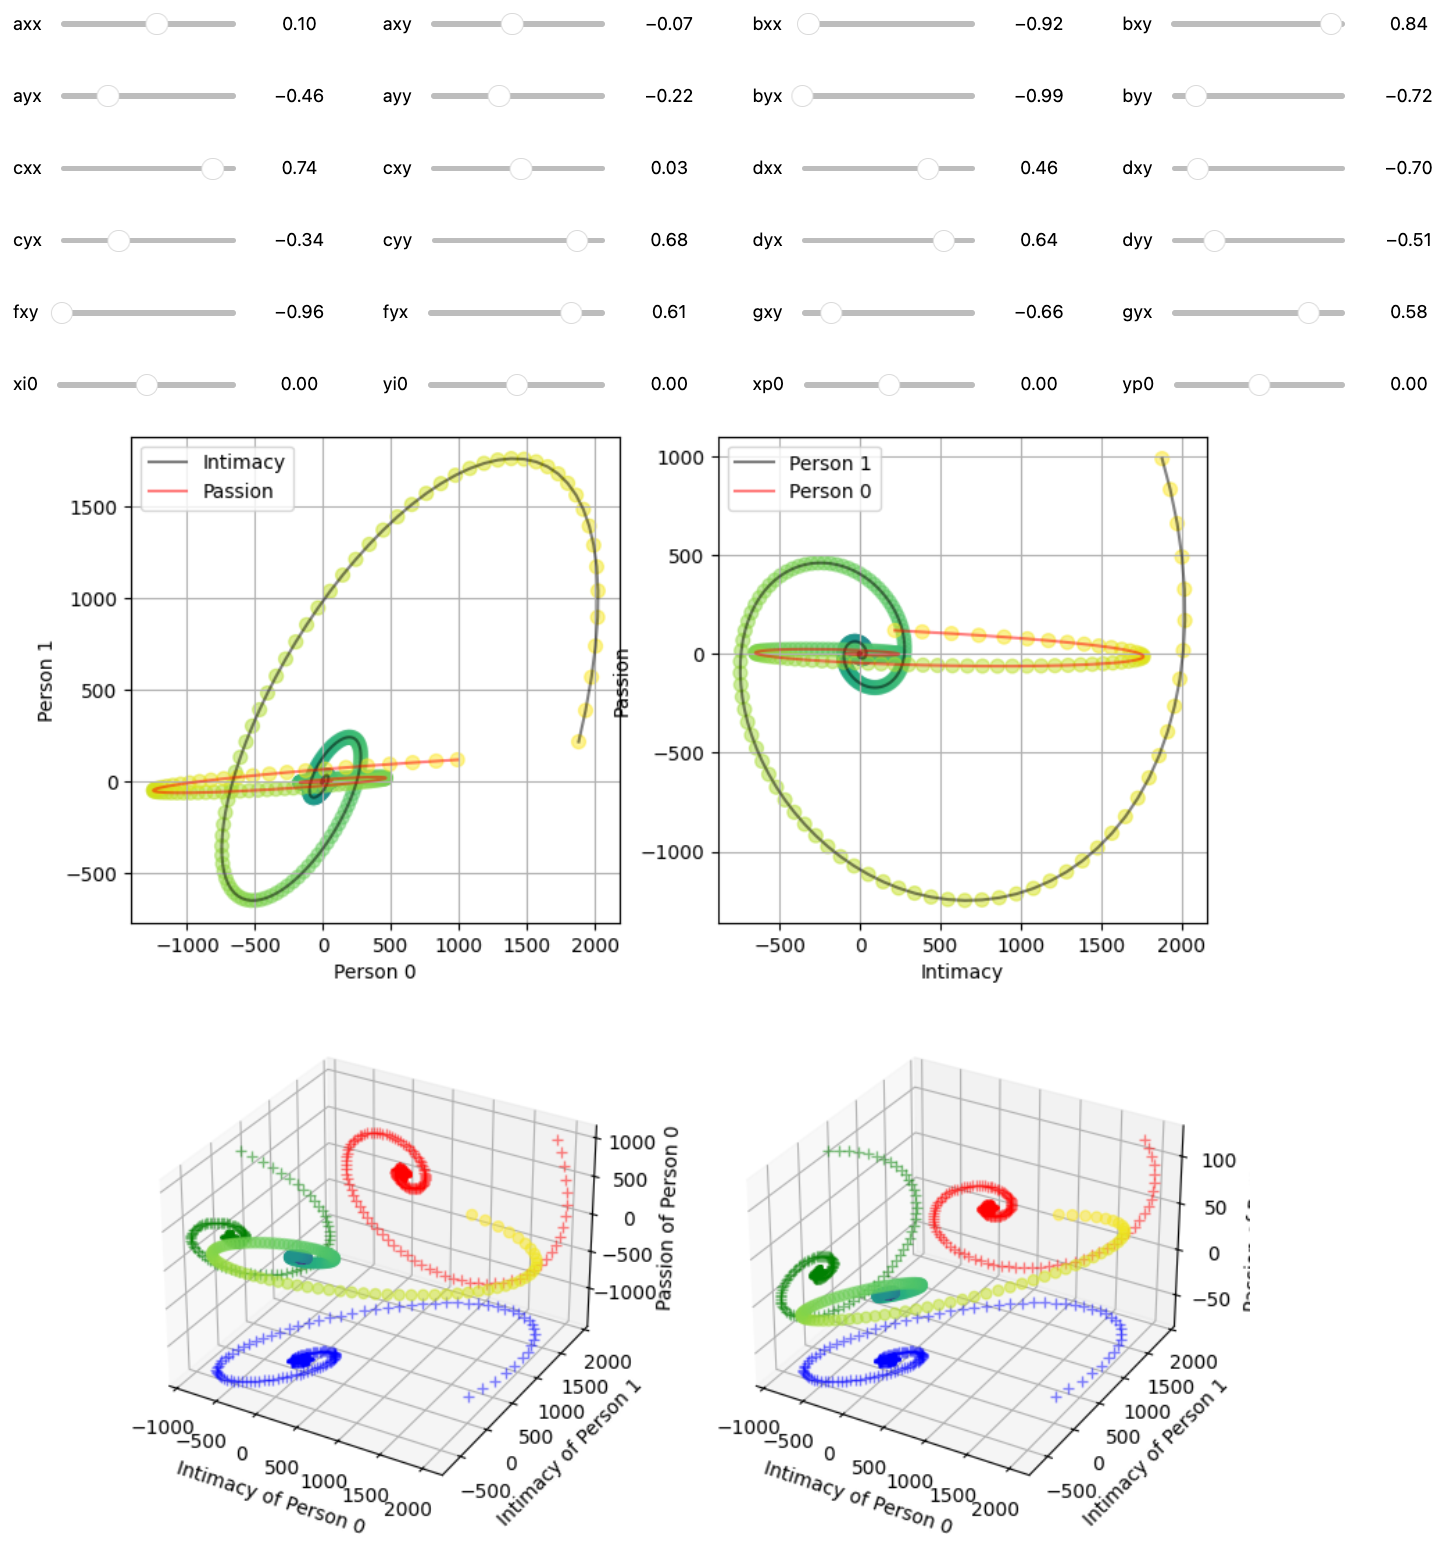 axx 0.10 axy −0.07 bxx −0.92 bxy 0.84
ayx −0.46 ayy −0.22 byx −0.99 byy −0.72
cxx 0.74 cxy 0.03 dxx 0.46 dxy −0.70
cyx −0.34 cyy 0.68 dyx 0.64 dyy −0.51
fxy −0.96 fyx 0.61 gxy −0.66 gyx 0.58
xi0 0.00 yi0 0.00 xp0 0.00 yp0 0.00
Intimacy
Passion
1500
1000
500
0
−500
Person 1
−1000 −500 0 500 1000 1500 2000
Person 0
Person 1
Person 0
1000
500
0
−500
−1000
Passion
−500 0 500 1000 1500 2000
Intimacy
1000
500
0
−500
−1000
Passion of Person 0
2000
1500
1000
500
0
−500
Intimacy of Person 1
−1000
−500
0
500
1000
1500
2000
Intimacy of Person 0
100
50
0
−50
2000
1500
1000
500
0
−500
Intimacy of Person 1
−1000
−500
0
500
1000
1500
2000
Intimacy of Person 0